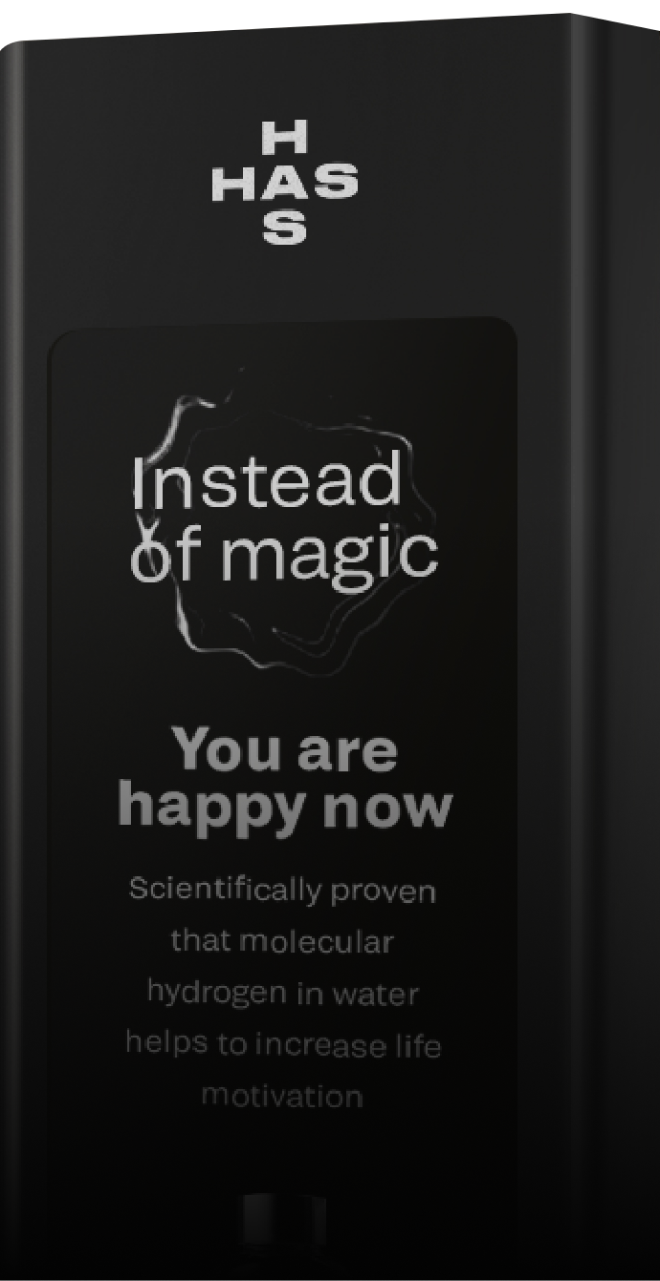 H
HAS
S
Instead
of magic
You are
happy now
Scientifically proven
that molecular
hydrogen in water
helps to increase life
motivation